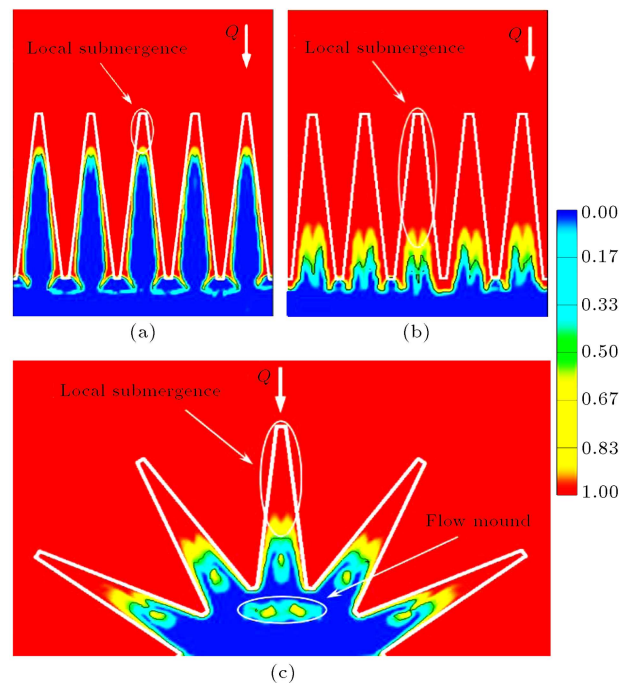 Q
Local submergence
(a)
Q
Local submergence
(b)
0.00
0.17
0.33
0.50
0.67
0.83
1.00
Q
Local submergence
Flow mound
(c)